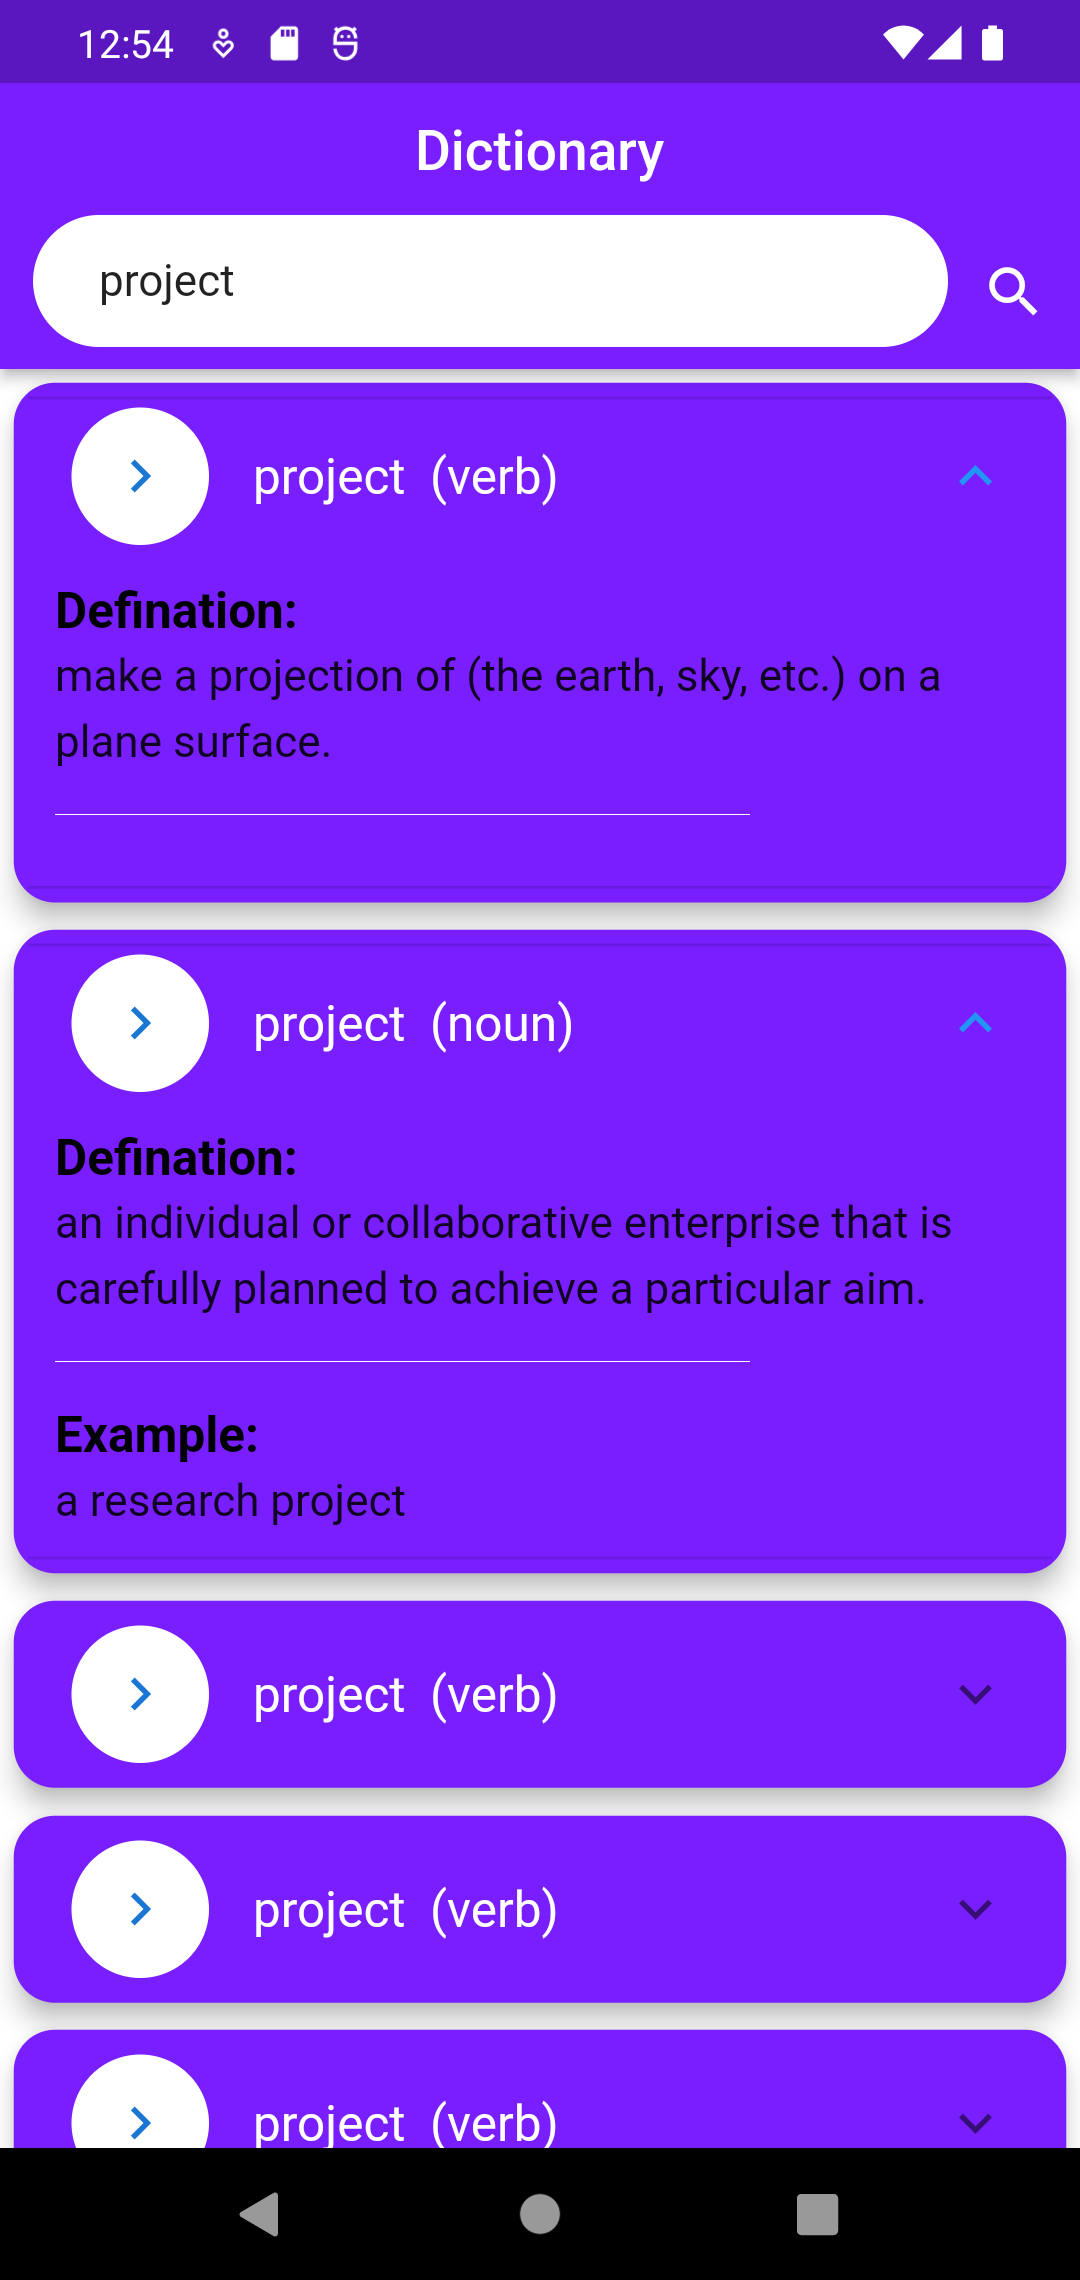 12:54
Dictionary
project
project (verb)
Defination:
make a projection of (the earth, sky, etc.) on a
plane surface.
project (noun)
Defination:
an individual or collaborative enterprise that is
carefully planned to achieve a particular aim.
Example:
a research project
project (verb)
project (verb)
project (verb)